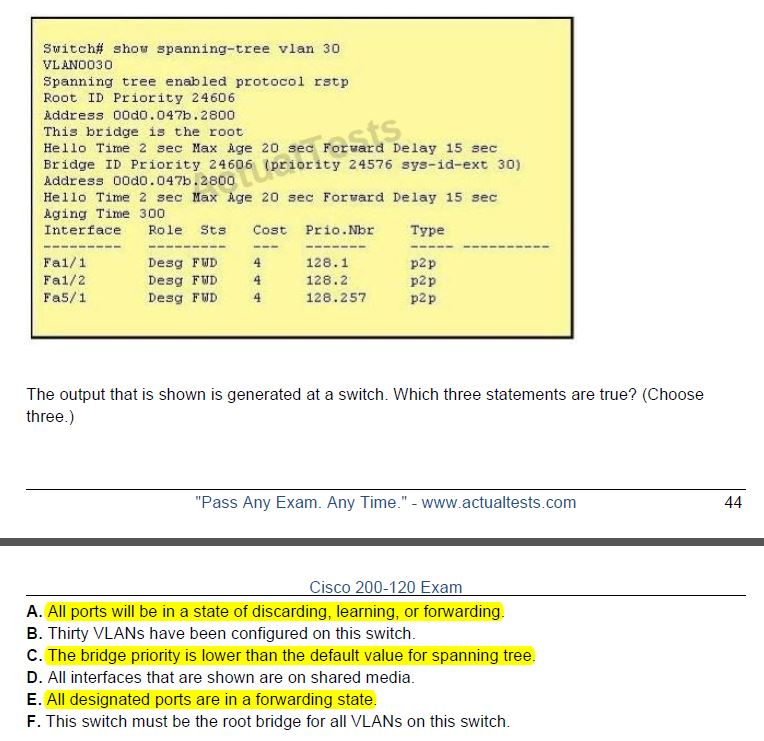 Switch# show spanning-tree vlan 30
VLAN0030
Spanning tree enabled protocol rstp
Root ID Priority 24606
Address 00d0.047b.2800
This bridge is the root
Hello Time 2 sec Max Age 20 sec Forward Delay 15 sec
Bridge ID Priority 24606 (priority 24576 sys-id-ext 30)
Address 00d0.047b.2800
Hello Time 2 sec Max Age 20 sec Forward Delay 15 sec
Aging Time 300
Interface Role Sts Cost Prio.Nbr Type
--------- --------- --- ------- ----- ----------
Fa1/1 Desg FWD 4 128.1 p2p
Fa1/2 Desg FWD 4 128.2 p2p
Fa5/1 Desg FWD 4 128.257 p2p
ActualTests
The output that is shown is generated at a switch. Which three statements are true? (Choose
three.)
"Pass Any Exam. Any Time." - www.actualtests.com 44
Cisco 200-120 Exam
A. All ports will be in a state of discarding, learning, or forwarding.
B. Thirty VLANs have been configured on this switch.
C. The bridge priority is lower than the default value for spanning tree.
D. All interfaces that are shown are on shared media.
E. All designated ports are in a forwarding state.
F. This switch must be the root bridge for all VLANs on this switch.